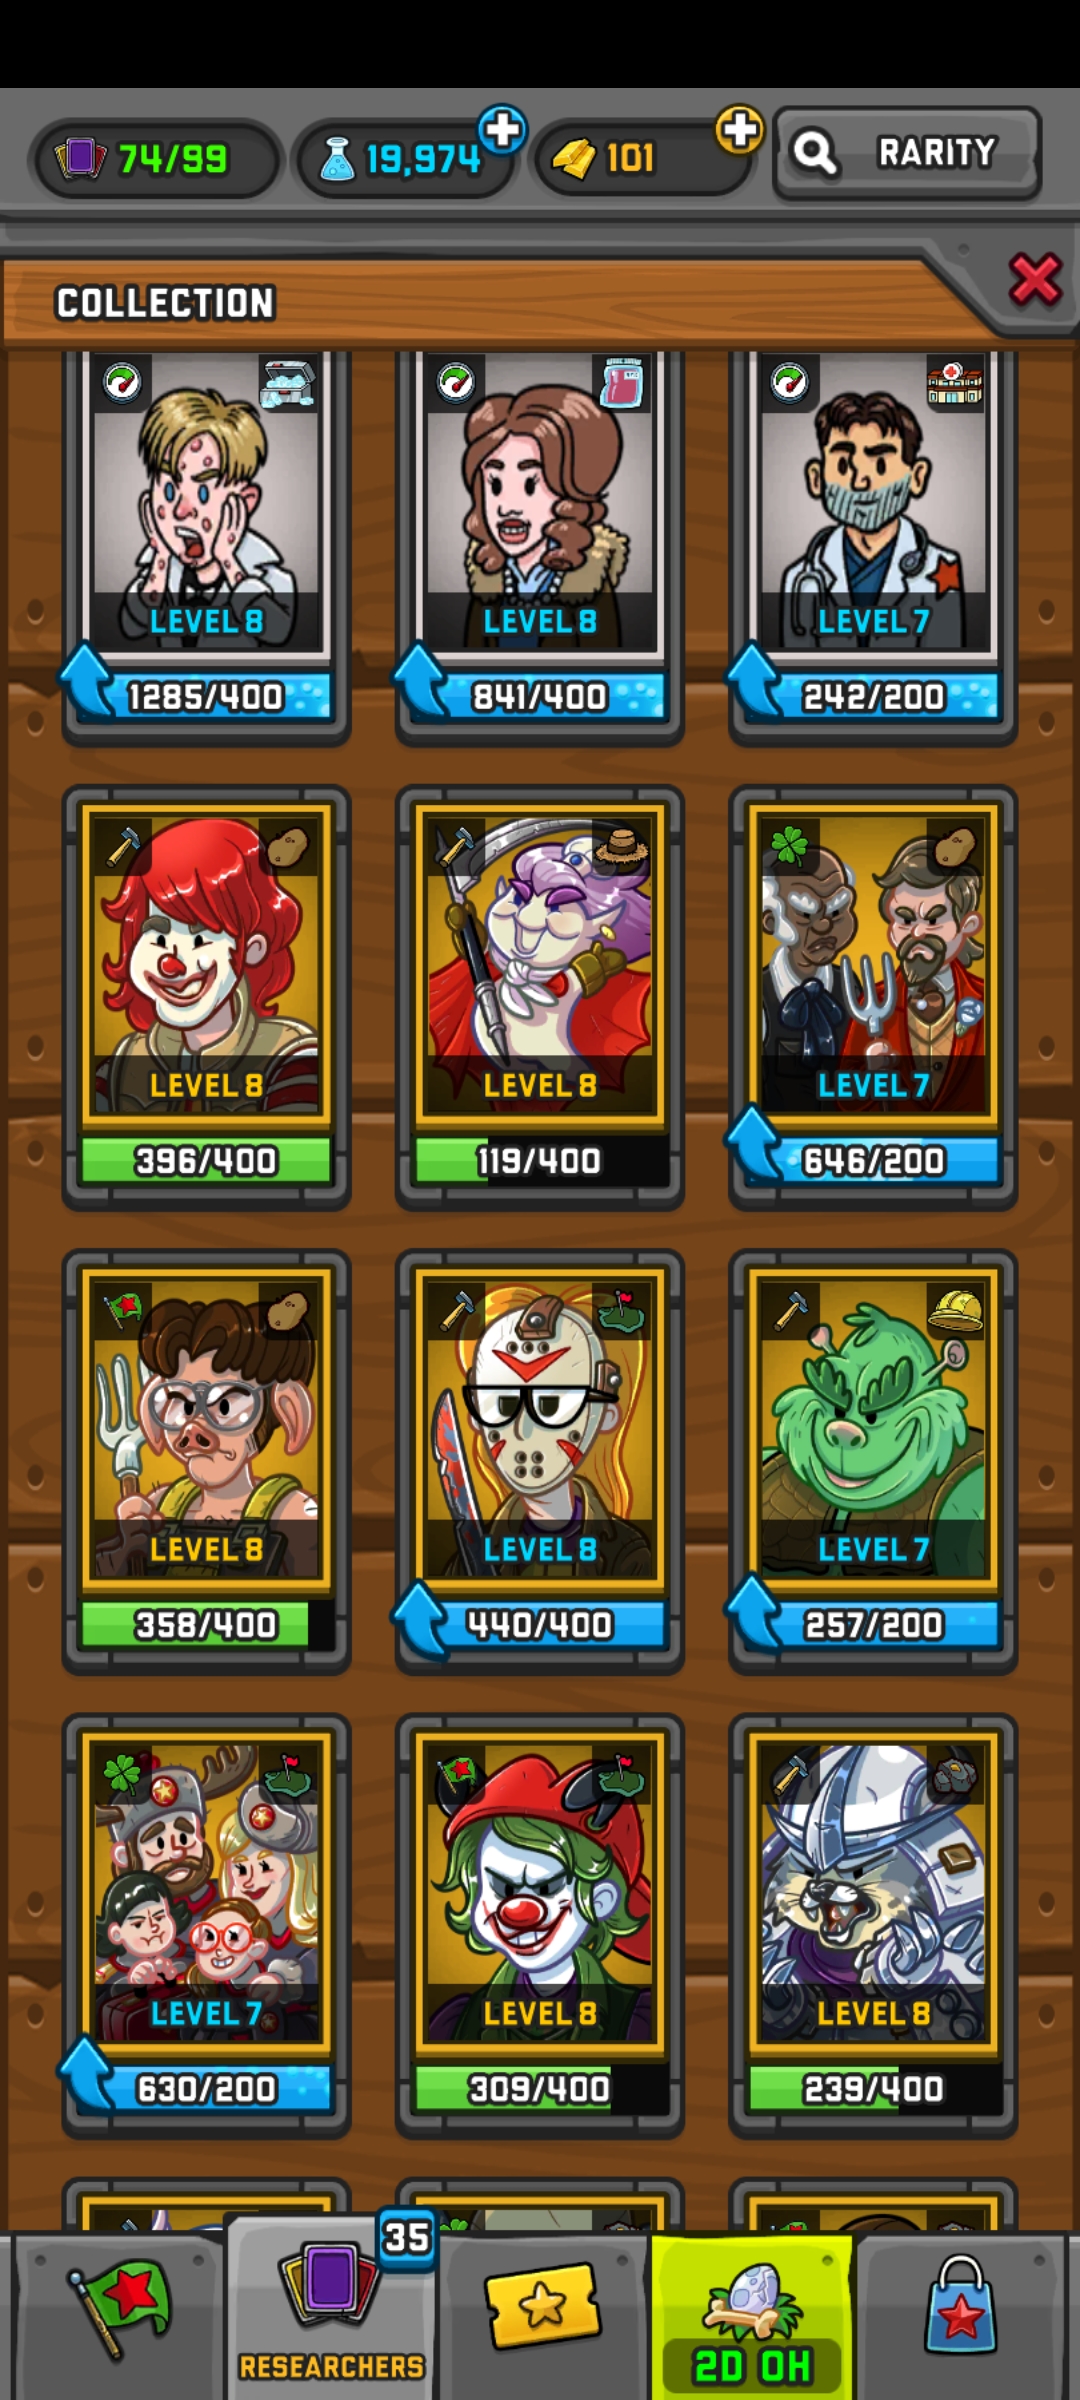 74/99 19,974 101 RARITY
COLLECTION
LEVEL 8 LEVEL 8 LEVEL 7
1285/400 841/400 242/200
LEVEL 8 LEVEL 8 LEVEL 7
396/400 119/400 646/200
LEVEL 8 LEVEL 8 LEVEL 7
358/400 440/400 257/200
LEVEL 7 LEVEL 8 LEVEL 8
630/200 309/400 239/400
35
RESEARCHERS 2D 0H